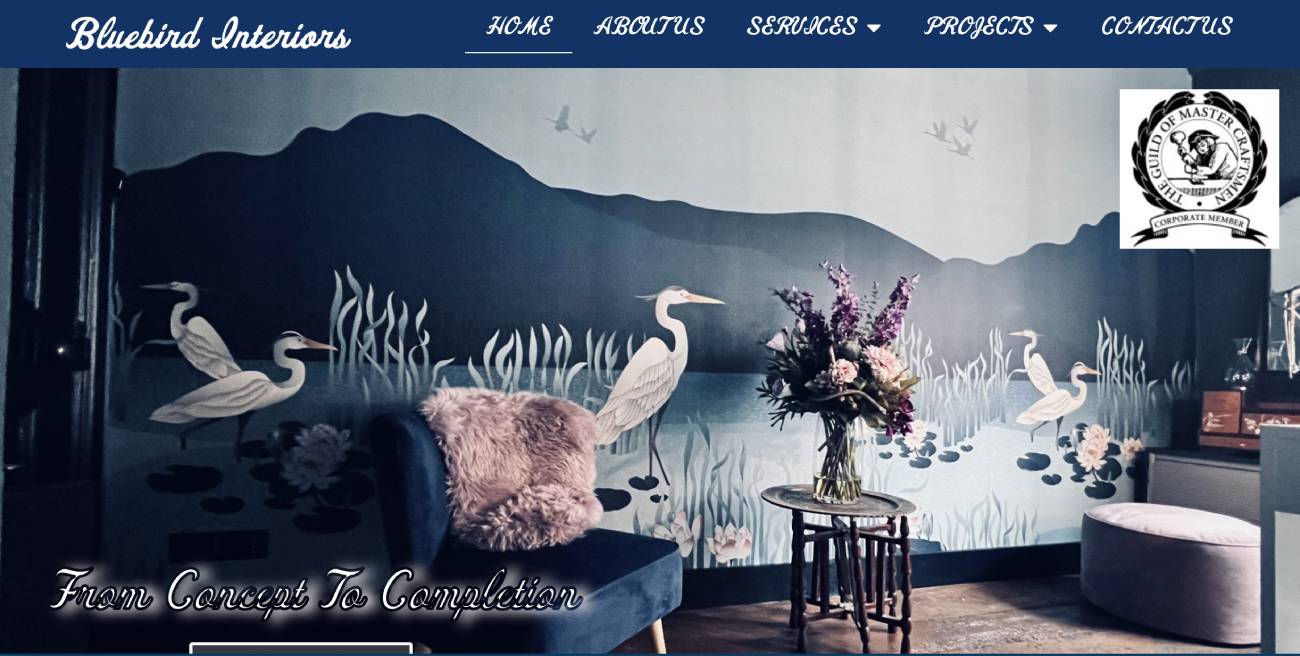 Bluebird Interiors
HOME ABOUT US SERVICES PROJECTS CONTACT US
THE GUILD OF MASTER CRAFTSMEN
CORPORATE MEMBER
From Concept To Completion